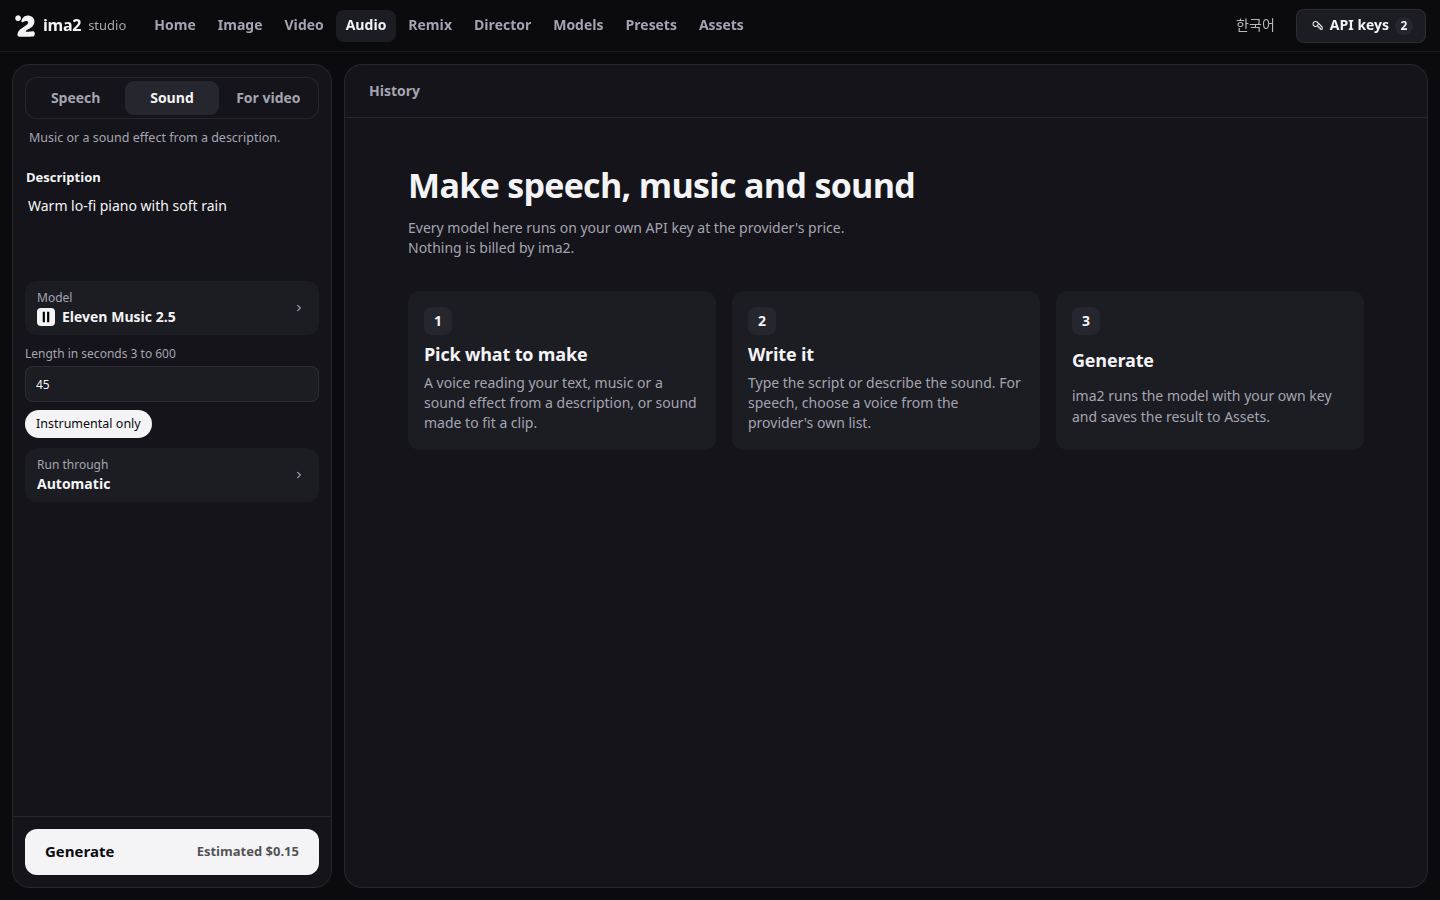 ima2 studio Home Image Video Audio Remix Director Models Presets Assets 한국어 API keys 2
Speech Sound For video
Music or a sound effect from a description.
Description
Warm lo-fi piano with soft rain
Model
Eleven Music 2.5
Length in seconds 3 to 600
45
Instrumental only
Run through
Automatic
Generate Estimated $0.15
History
Make speech, music and sound
Every model here runs on your own API key at the provider's price.
Nothing is billed by ima2.
1
Pick what to make
A voice reading your text, music or a
sound effect from a description, or sound
made to fit a clip.
2
Write it
Type the script or describe the sound. For
speech, choose a voice from the
provider's own list.
3
Generate
ima2 runs the model with your own key
and saves the result to Assets.